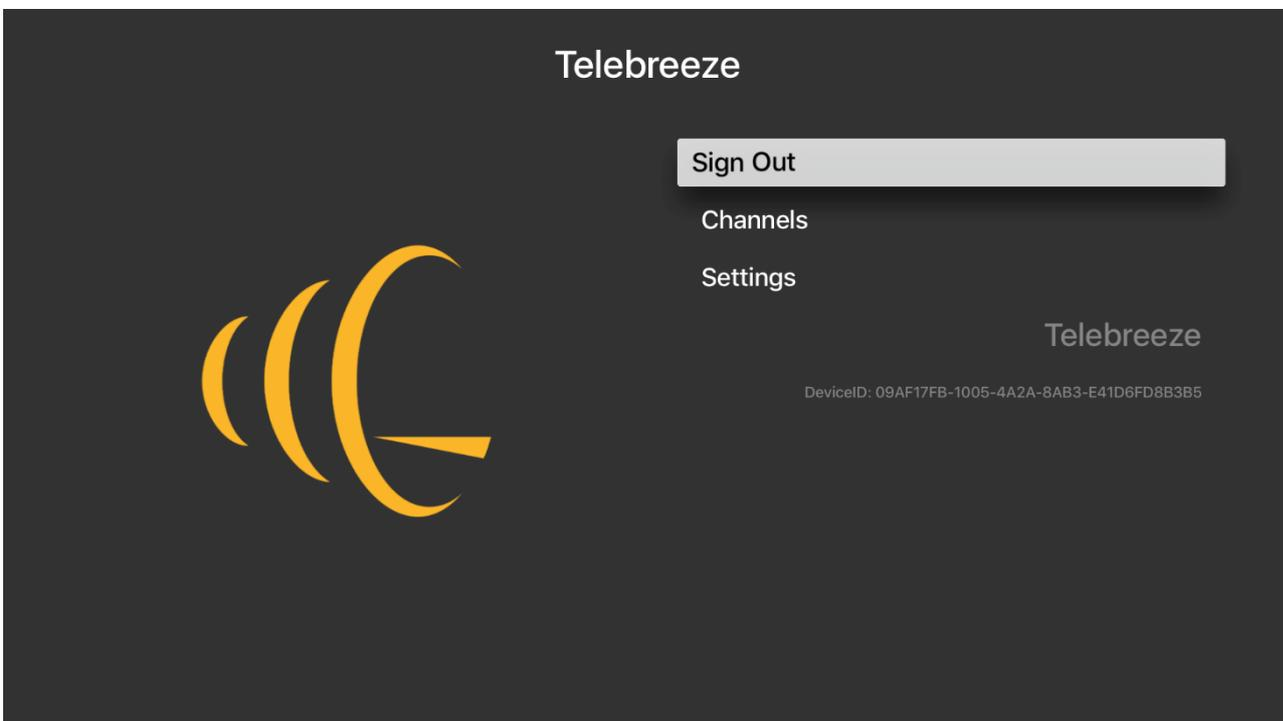 Telebreeze
Sign Out
Channels
Settings
Telebreeze
DeviceID: 09AF17FB-1005-4A2A-8AB3-E41D6FD8B3B5